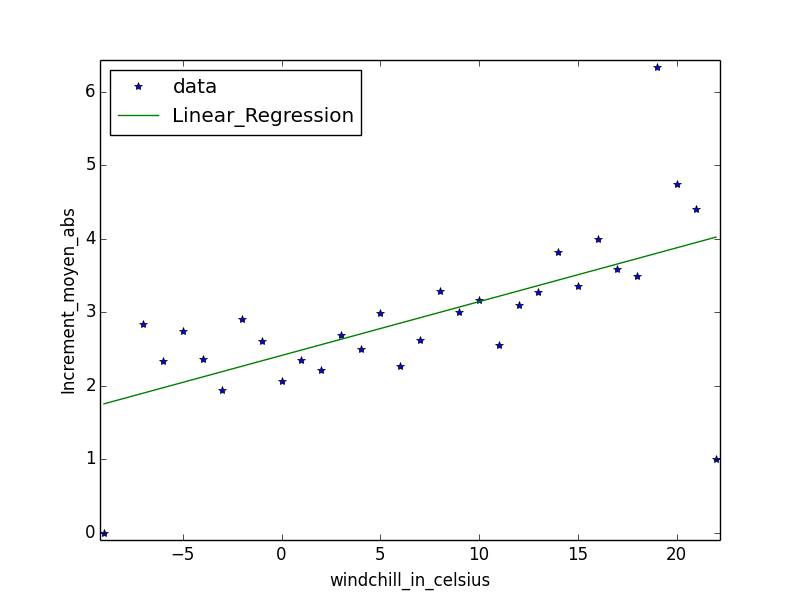 data
Linear_Regression
6
5
4
3
2
1
0
Increment_moyen_abs
−5 0 5 10 15 20
windchill_in_celsius